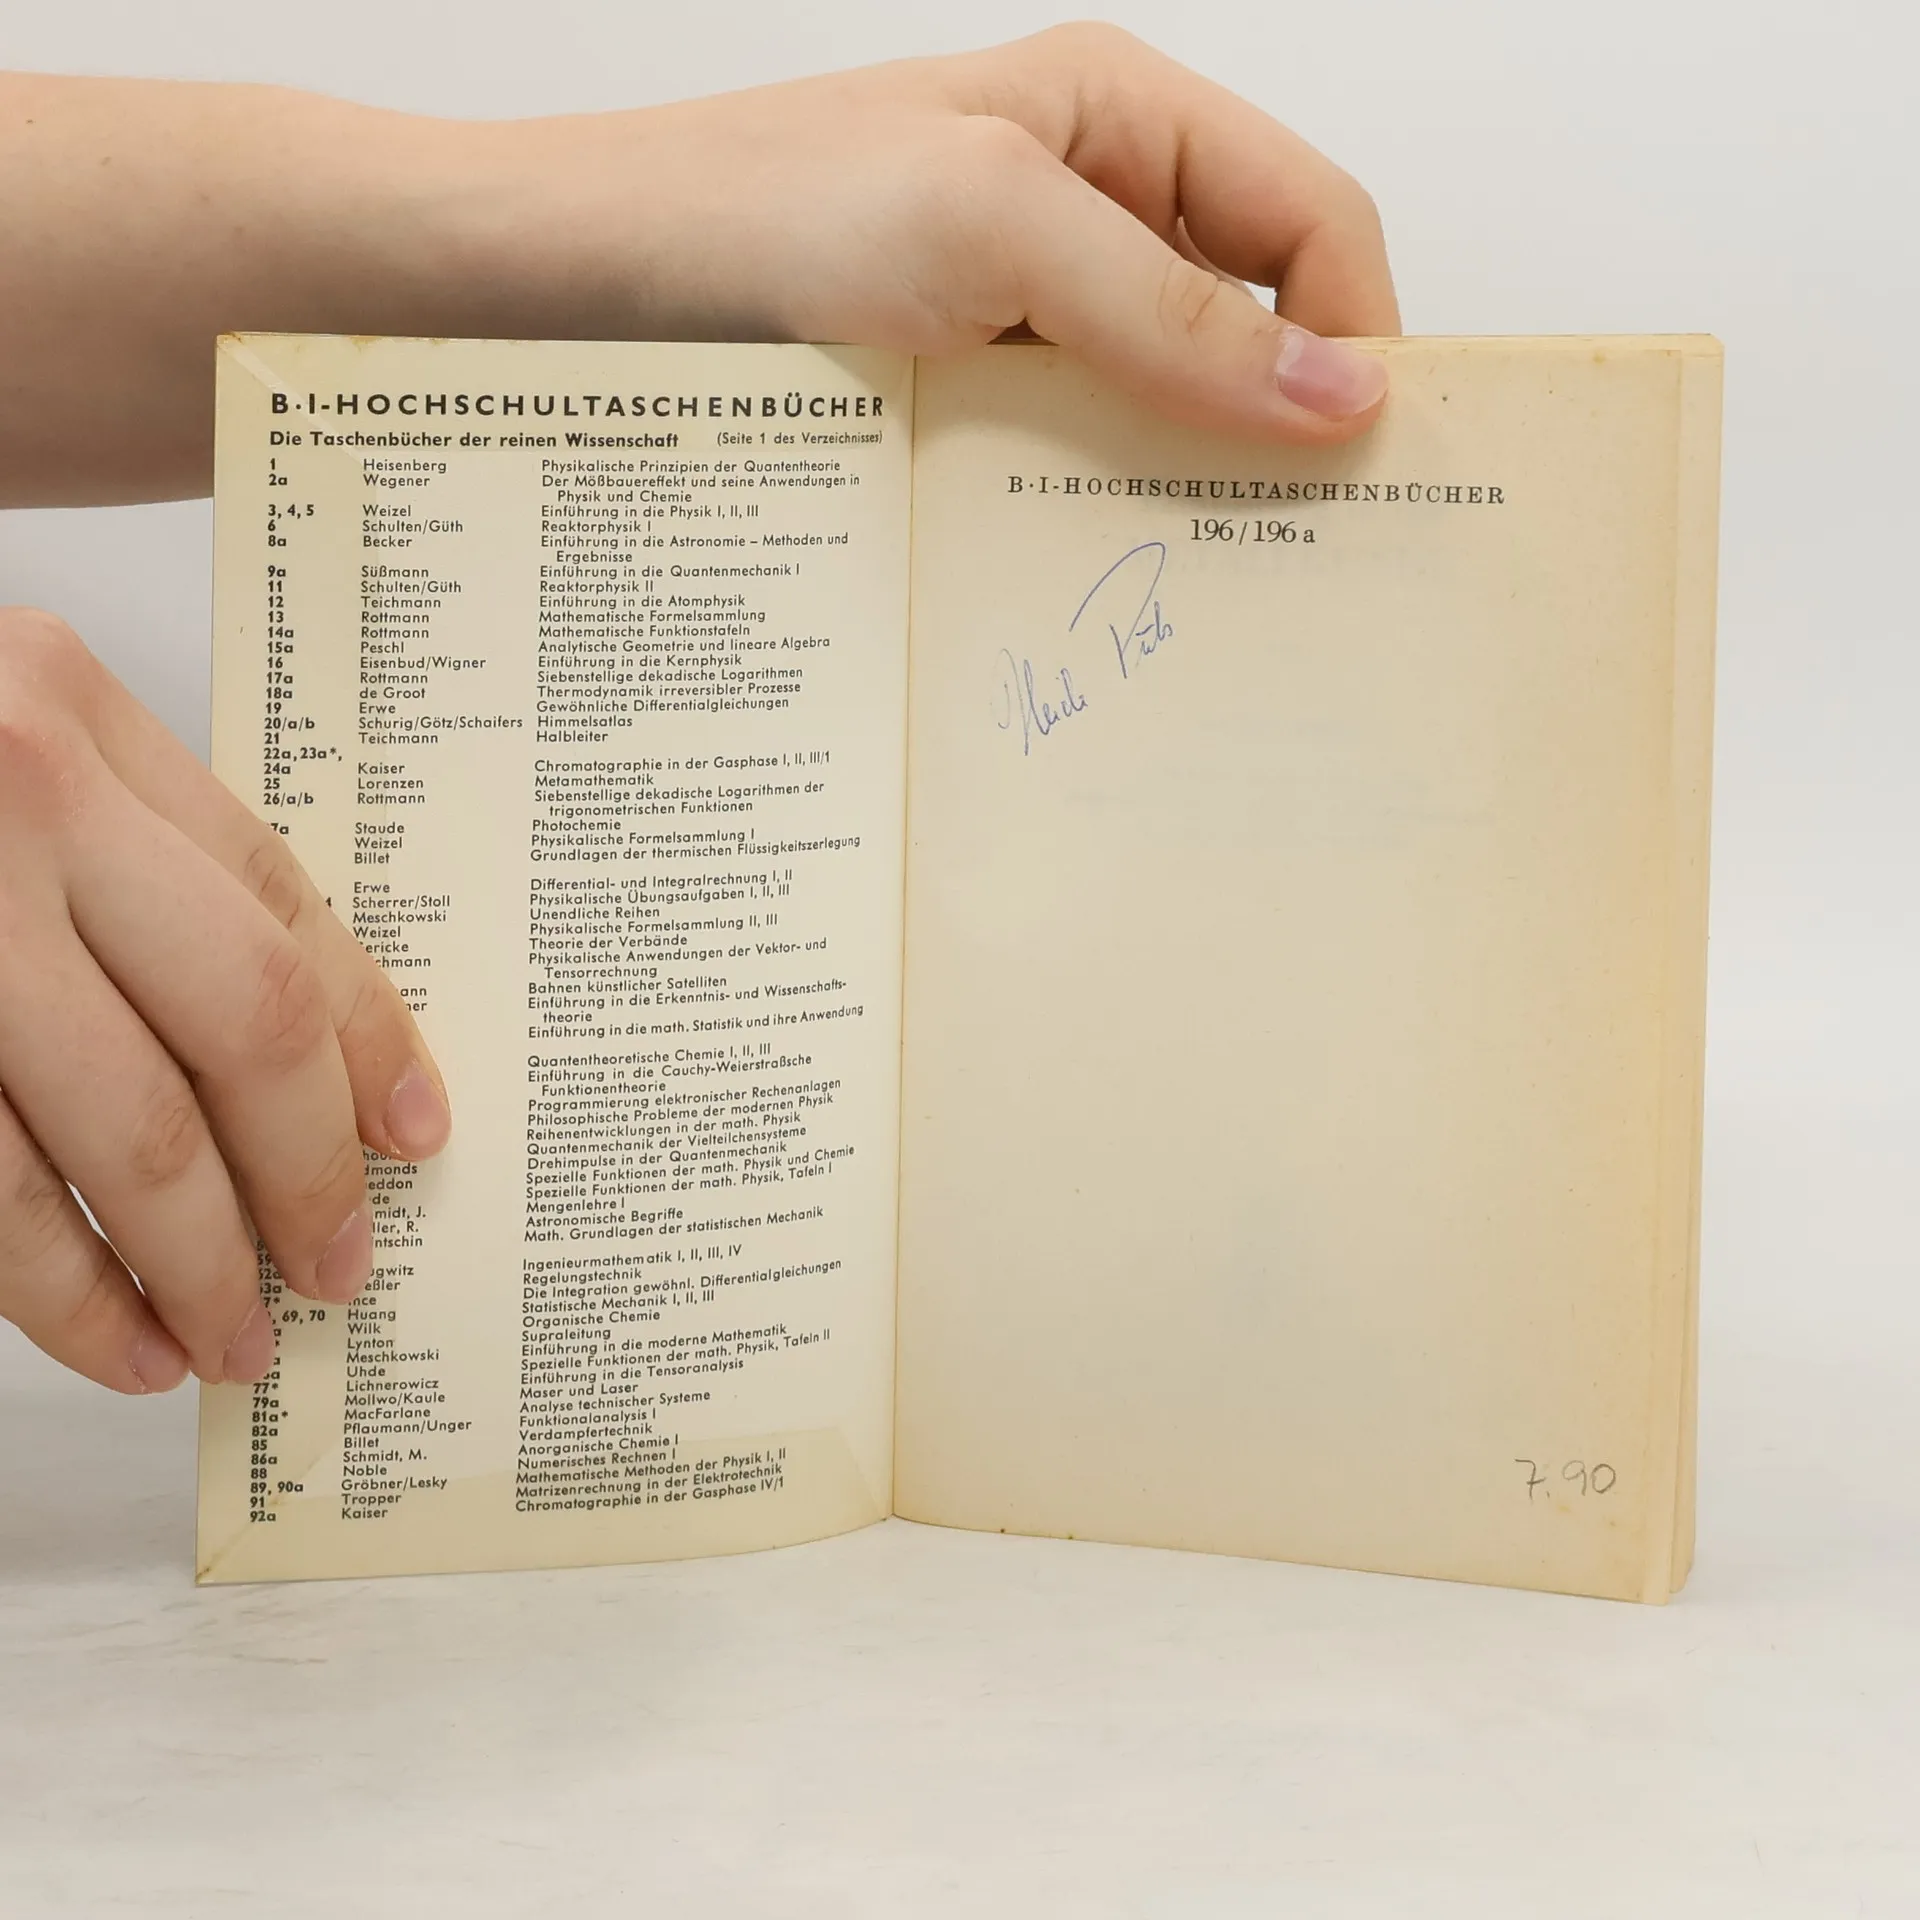 B·I-HOCHSCHULTASCHENBÜCHER
Die Taschenbücher der reinen Wissenschaft (Seite 1 des Verzeichnisses)
1 Heisenberg Physikalische Prinzipien der Quantentheorie
2a Wegener Der Mößbauereffekt und seine Anwendungen in
Physik und Chemie
3, 4, 5 Weizel Einführung in die Physik I, II, III
6 Schulten/Güth Reaktorphysik I
8a Becker Einführung in die Astronomie – Methoden und
Ergebnisse
9a Süßmann Einführung in die Quantenmechanik I
11 Schulten/Güth Reaktorphysik II
12 Teichmann Einführung in die Atomphysik
13 Rottmann Mathematische Formelsammlung
14a Rottmann Mathematische Funktionstafeln
15a Peschl Analytische Geometrie und lineare Algebra
16 Eisenbud/Wigner Einführung in die Kernphysik
17a Rottmann Siebenstellige dekadische Logarithmen
18a de Groot Thermodynamik irreversibler Prozesse
19 Erwe Gewöhnliche Differentialgleichungen
20/a/b Schurig/Götz/Schaifers Himmelsatlas
21 Teichmann Halbleiter
22a, 23a*,
24a Kaiser Chromatographie in der Gasphase I, II, III/1
25 Lorenzen Metamathematik
26/a/b Rottmann Siebenstellige dekadische Logarithmen der
trigonometrischen Funktionen
7a Staude Photochemie
Weizel Physikalische Formelsammlung I
Billet Grundlagen der thermischen Flüssigkeitszerlegung
Erwe Differential- und Integralrechnung I, II
Scherrer/Stoll Physikalische Übungsaufgaben I, II, III
Meschkowski Unendliche Reihen
Weizel Physikalische Formelsammlung II, III
ericke Theorie der Verbände
chmann Physikalische Anwendungen der Vektor- und
Tensorrechnung
ann Bahnen künstlicher Satelliten
ner Einführung in die Erkenntnis- und Wissenschafts-
theorie
Einführung in die math. Statistik und ihre Anwendung
Quantentheoretische Chemie I, II, III
Einführung in die Cauchy-Weierstraßsche
Funktionentheorie
Programmierung elektronischer Rechenanlagen
Philosophische Probleme der modernen Physik
Reihenentwicklungen in der math. Physik
Quantenmechanik der Vielteilchensysteme
dmonds Drehimpulse in der Quantenmechanik
eddon Spezielle Funktionen der math. Physik und Chemie
de Spezielle Funktionen der math. Physik, Tafeln I
midt, J. Mengenlehre I
ller, R. Astronomische Begriffe
ntschin Math. Grundlagen der statistischen Mechanik
ugwitz Ingenieurmathematik I, II, III, IV
eßler Regelungstechnik
nce Die Integration gewöhnl. Differentialgleichungen
, 69, 70 Huang Statistische Mechanik I, II, III
Wilk Organische Chemie
Lynton Supraleitung
Meschkowski Einführung in die moderne Mathematik
Uhde Spezielle Funktionen der math. Physik, Tafeln II
77* Lichnerowicz Einführung in die Tensoranalysis
79a Mollwo/Kaule Maser und Laser
81a* MacFarlane Analyse technischer Systeme
82a Pflaumann/Unger Funktionalanalysis I
85 Billet Verdampfertechnik
86a Schmidt, M. Anorganische Chemie I
88 Noble Numerisches Rechnen I
89, 90a Gröbner/Lesky Mathematische Methoden der Physik I, II
91 Tropper Matrizenrechnung in der Elektrotechnik
92a Kaiser Chromatographie in der Gasphase IV/1
B·I-HOCHSCHULTASCHENBÜCHER
196/196 a
7.90